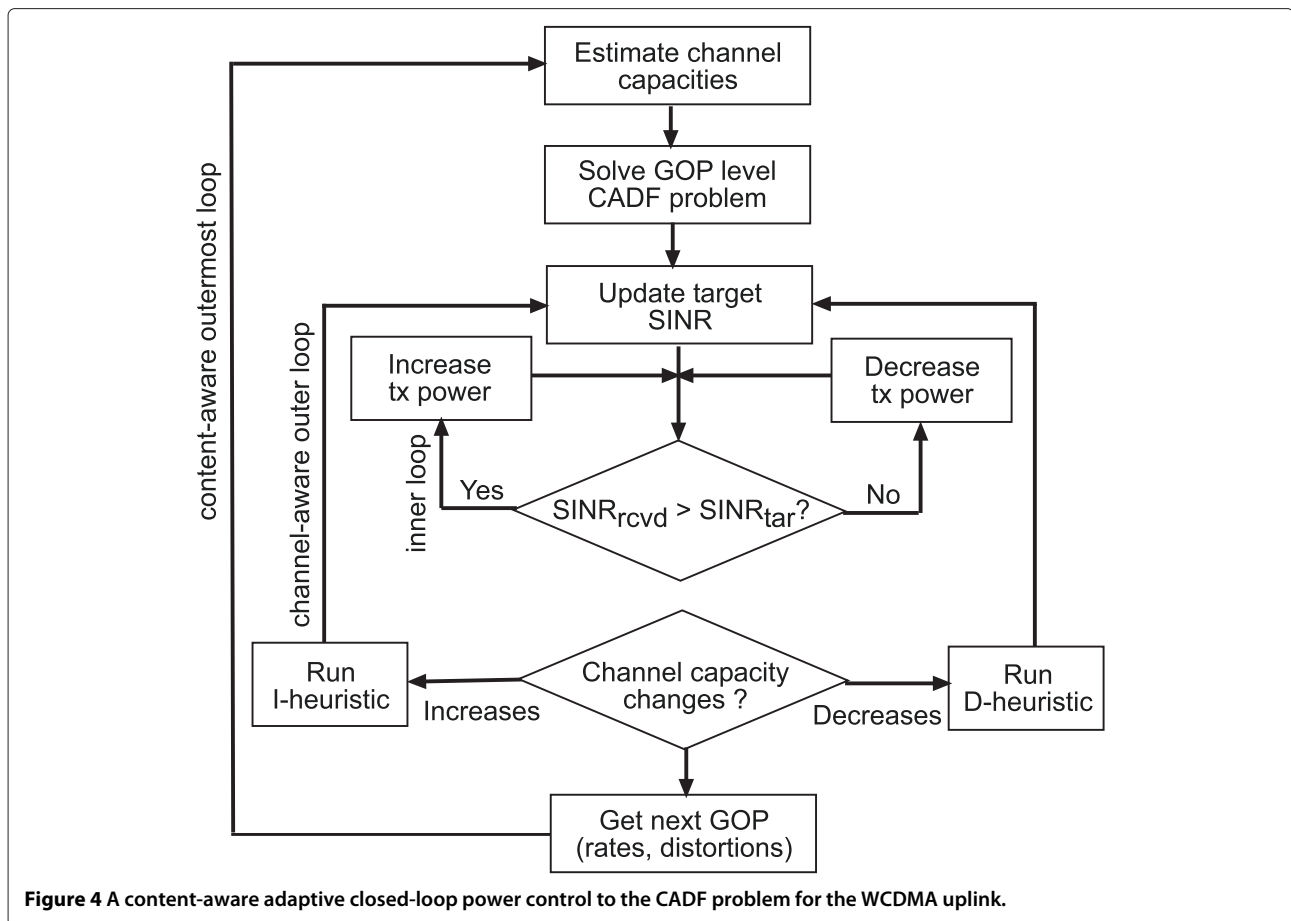 Estimate channel
capacities
Solve GOP level
CADF problem
Update target
SINR
Increase
tx power
Decrease
tx power
content-aware outermost loop
channel-aware outer loop
inner loop
Yes
SINRrcvd > SINRtar?
No
Run
I-heuristic
Increases
Channel capacity
changes ?
Decreases
Run
D-heuristic
Get next GOP
(rates, distortions)
Figure 4 A content-aware adaptive closed-loop power control to the CADF problem for the WCDMA uplink.